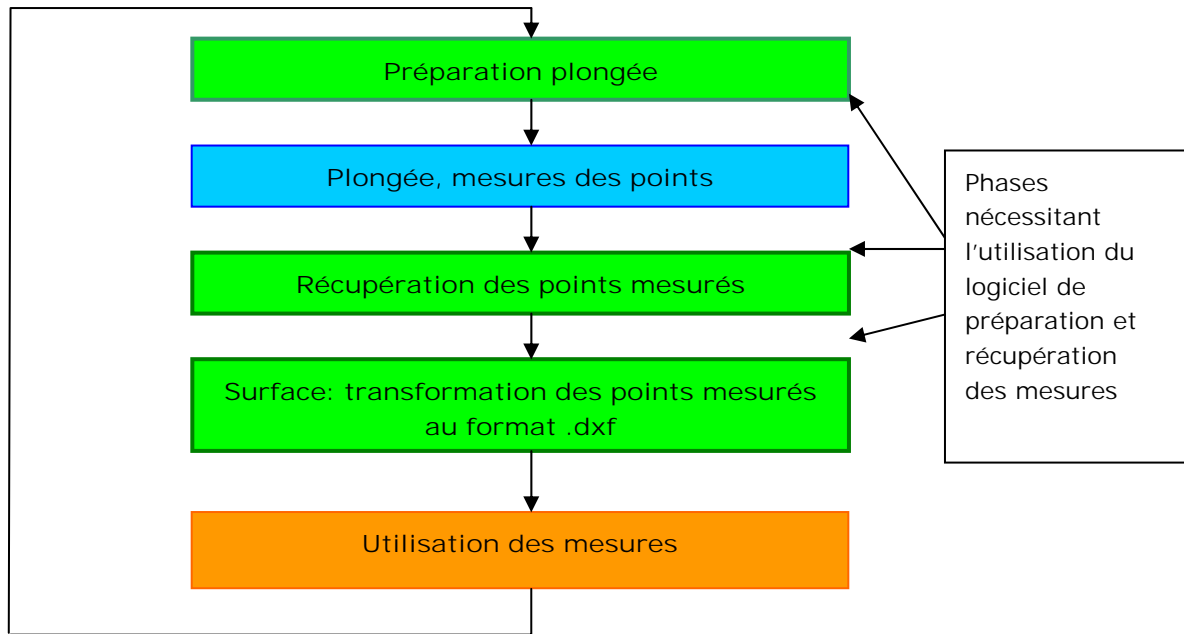 Préparation plongée
Plongée, mesures des points
Récupération des points mesurés
Surface: transformation des points mesurés
au format .dxf
Utilisation des mesures
Phases
nécessitant
l'utilisation du
logiciel de
préparation et
récupération
des mesures